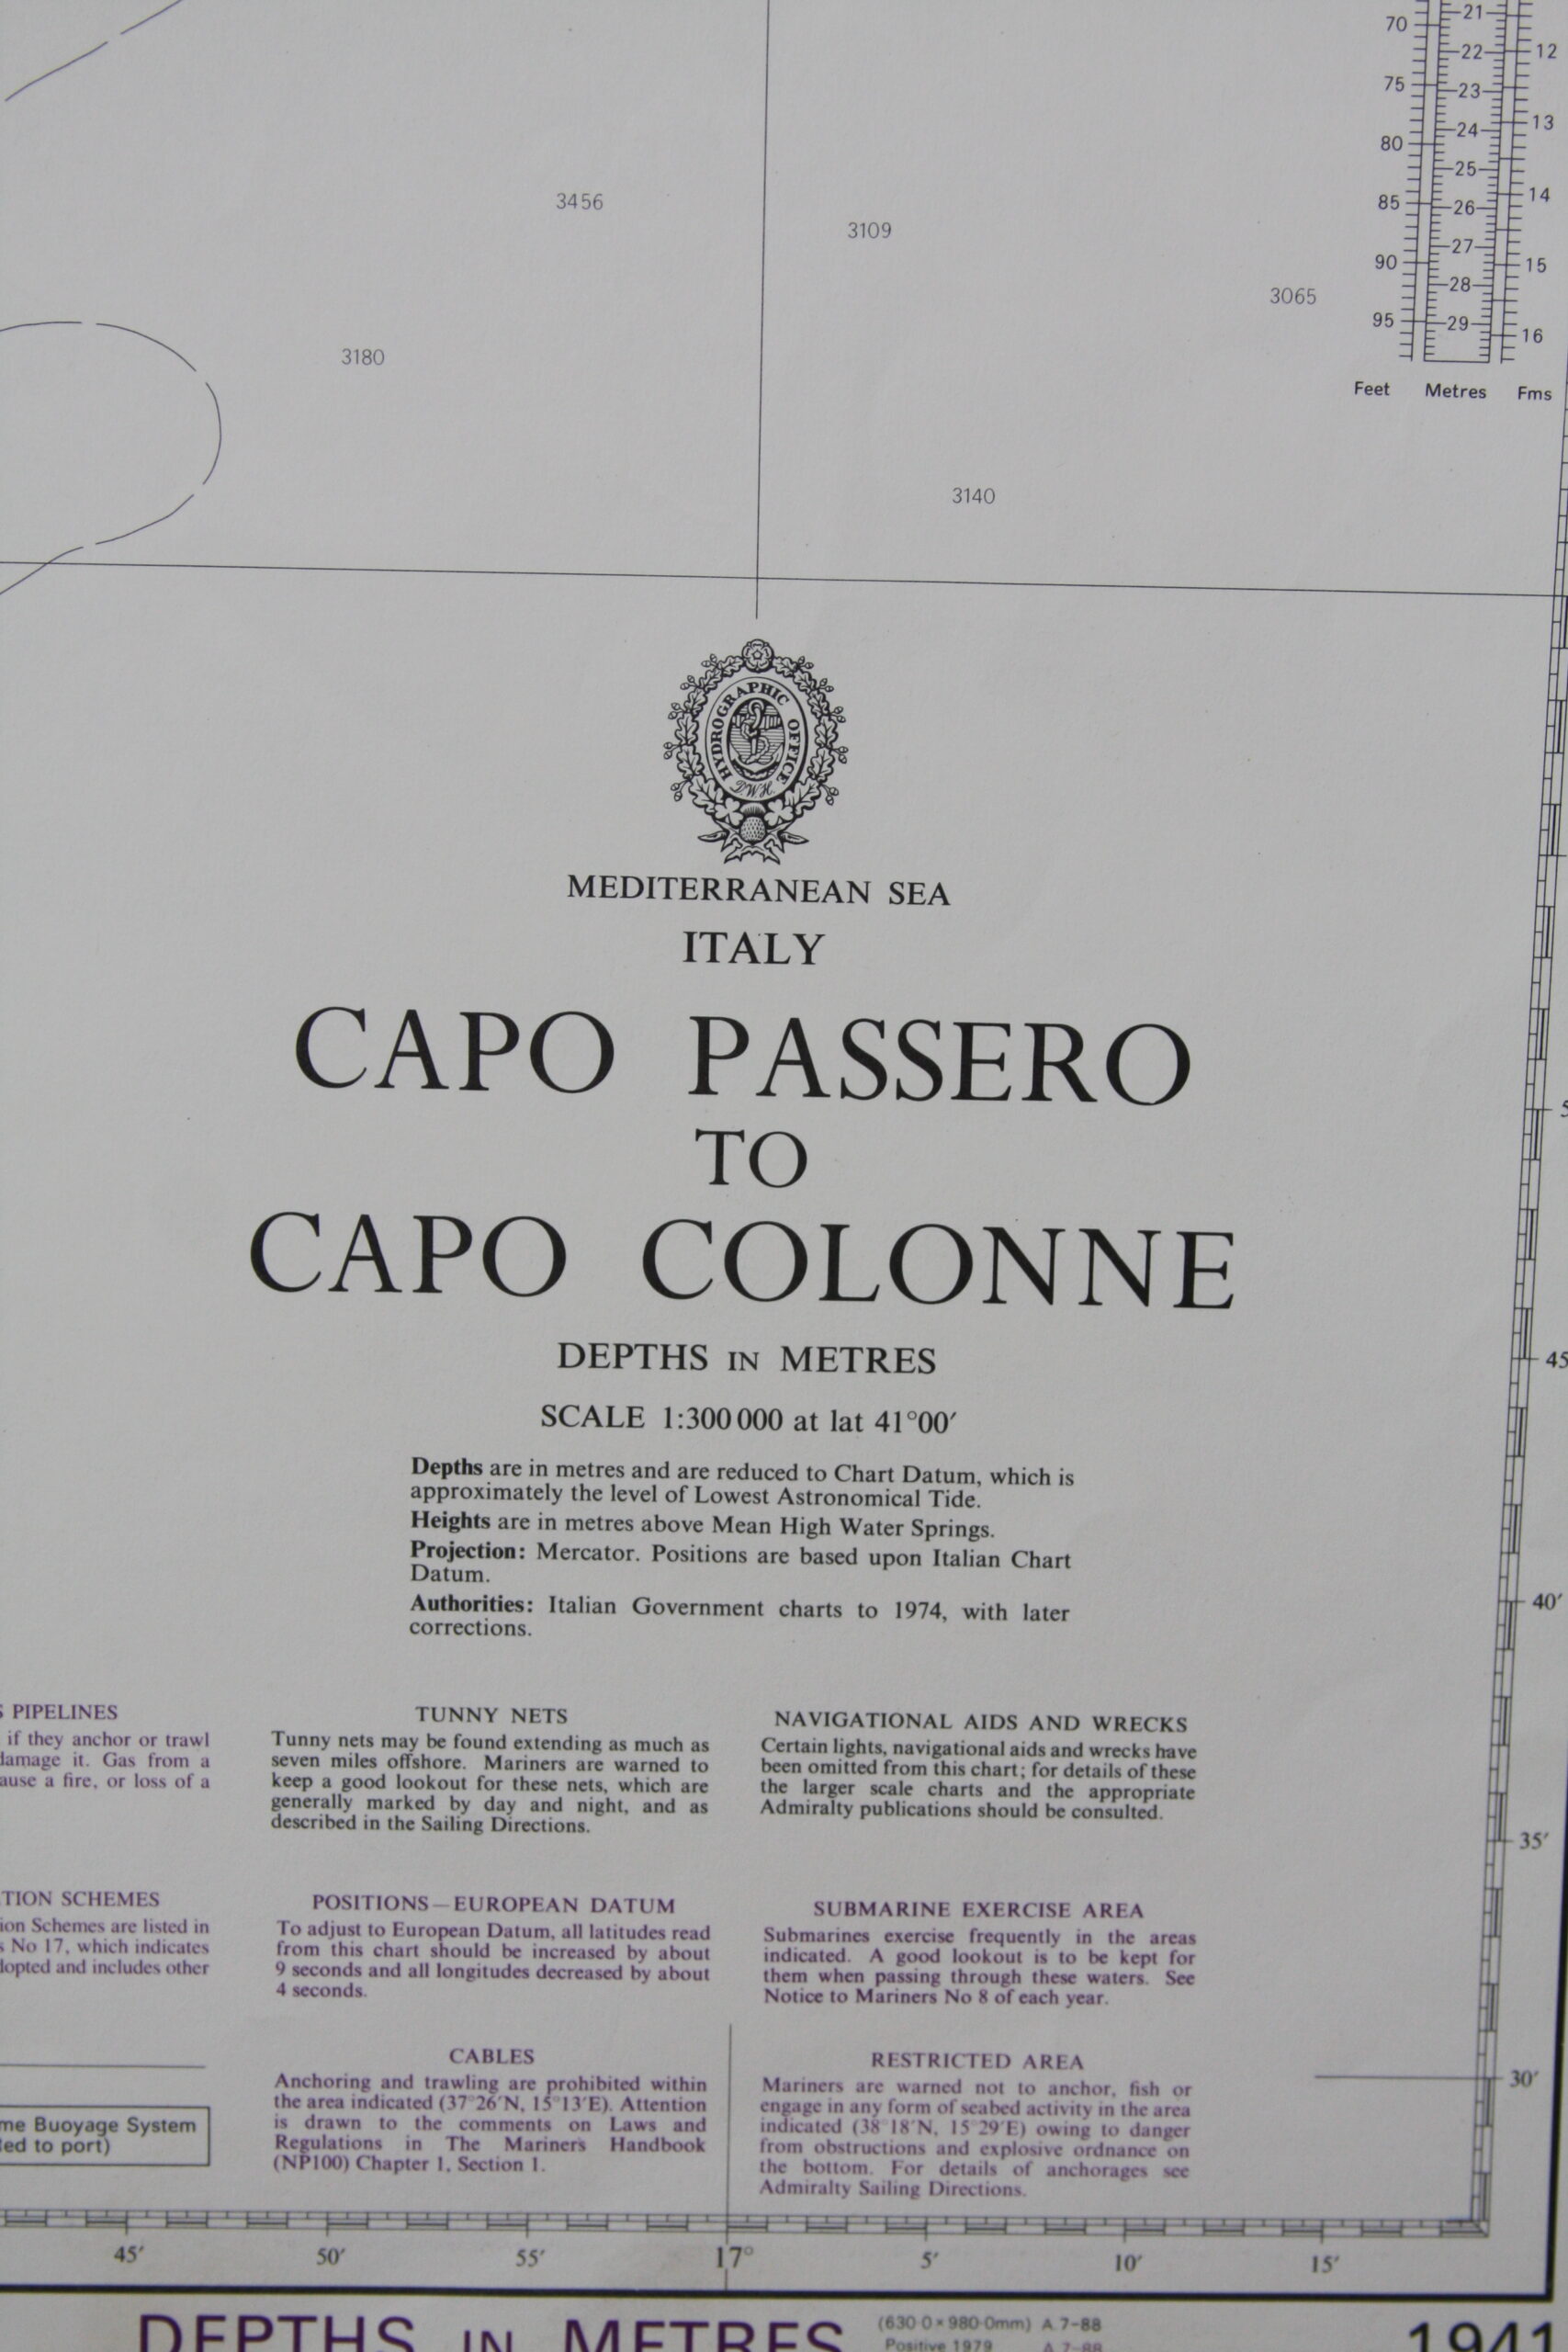 70 21
22 12
75
23
24 13
80
25
85 26 14
27
90 15
28
95 29 16
Feet Metres Fms
3456
3109
3065
3180
3140
HYDROGRAPHIC OFFICE
MEDITERRANEAN SEA
ITALY
CAPO PASSERO
TO
CAPO COLONNE
DEPTHS IN METRES
SCALE 1:300 000 at lat 41°00′
Depths are in metres and are reduced to Chart Datum, which is
approximately the level of Lowest Astronomical Tide.
Heights are in metres above Mean High Water Springs.
Projection: Mercator. Positions are based upon Italian Chart
Datum.
Authorities: Italian Government charts to 1974, with later
corrections.
PIPELINES
if they anchor or trawl
damage it. Gas from a
cause a fire, or loss of a
TUNNY NETS
Tunny nets may be found extending as much as
seven miles offshore. Mariners are warned to
keep a good lookout for these nets, which are
generally marked by day and night, and as
described in the Sailing Directions.
NAVIGATIONAL AIDS AND WRECKS
Certain lights, navigational aids and wrecks have
been omitted from this chart; for details of these
the larger scale charts and the appropriate
Admiralty publications should be consulted.
TION SCHEMES
ion Schemes are listed in
s No 17, which indicates
dopted and includes other
POSITIONS—EUROPEAN DATUM
To adjust to European Datum, all latitudes read
from this chart should be increased by about
9 seconds and all longitudes decreased by about
4 seconds.
SUBMARINE EXERCISE AREA
Submarines exercise frequently in the areas
indicated. A good lookout is to be kept for
them when passing through these waters. See
Notice to Mariners No 8 of each year.
me Buoyage System
ed to port)
CABLES
Anchoring and trawling are prohibited within
the area indicated (37°26′N, 15°13′E). Attention
is drawn to the comments on Laws and
Regulations in The Mariners Handbook
(NP100) Chapter 1, Section 1.
RESTRICTED AREA
Mariners are warned not to anchor, fish or
engage in any form of seabed activity in the area
indicated (38°18′N, 15°29′E) owing to danger
from obstructions and explosive ordnance on
the bottom. For details of anchorages see
Admiralty Sailing Directions.
45
40′
35′
30′
45′ 50′ 55′ 17° 5′ 10′ 15′
DEPTHS IN METRES
(630·0×980·0mm) A.7-88
Positive 1979 A.7-88
1941